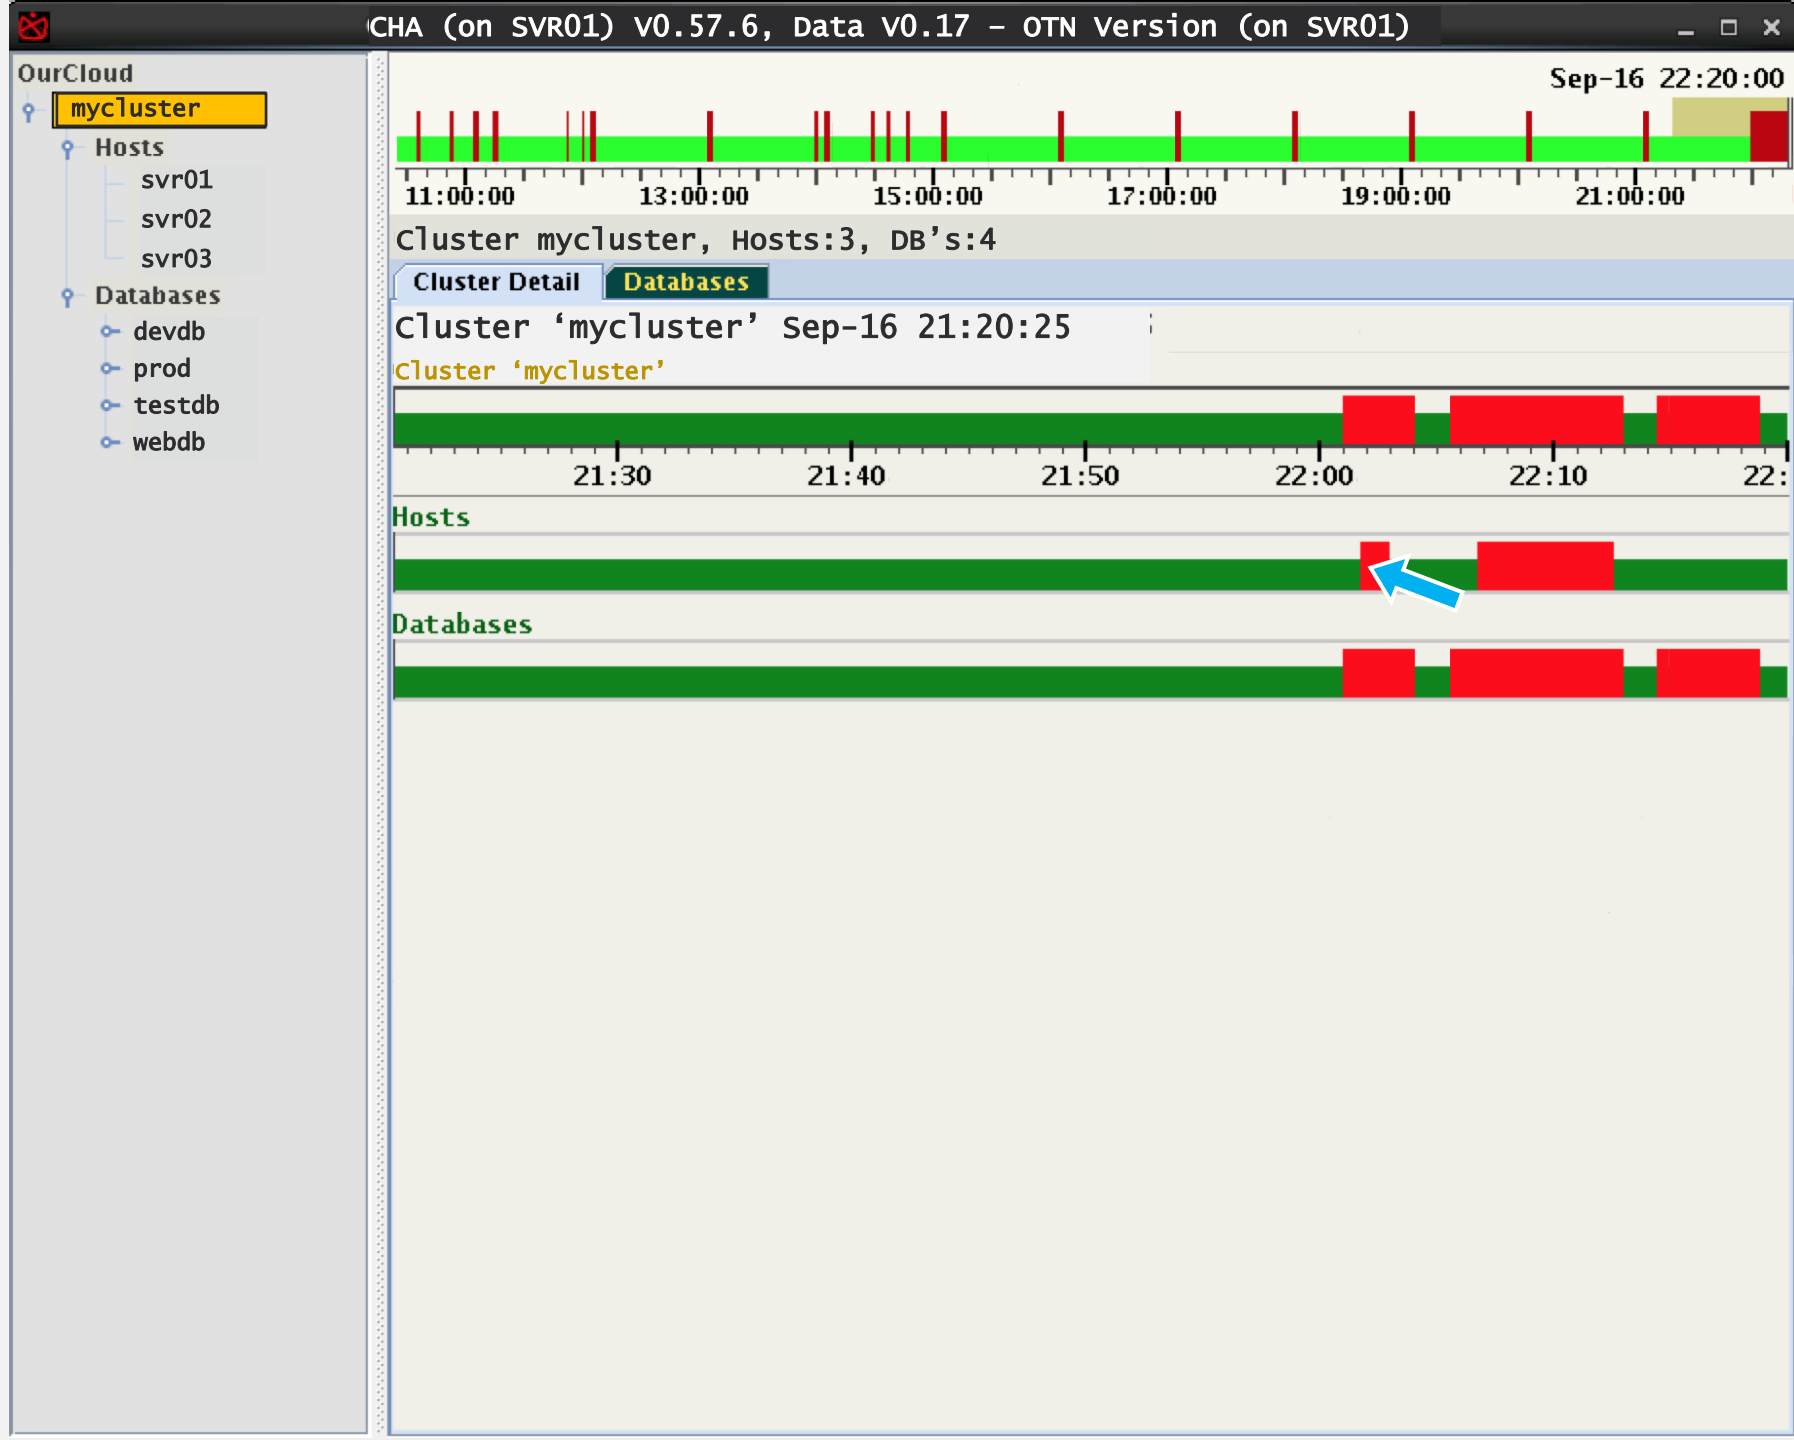 CHA (on SVR01) V0.57.6, Data V0.17 – OTN Version (on SVR01)
OurCloud
mycluster
Hosts
svr01
svr02
svr03
Databases
devdb
prod
testdb
webdb
Sep-16 22:20:00
11:00:00 13:00:00 15:00:00 17:00:00 19:00:00 21:00:00
Cluster mycluster, Hosts:3, DB’s:4
Cluster Detail Databases
Cluster ‘mycluster’ Sep-16 21:20:25
Cluster ‘mycluster’
21:30 21:40 21:50 22:00 22:10 22:
Hosts
Databases